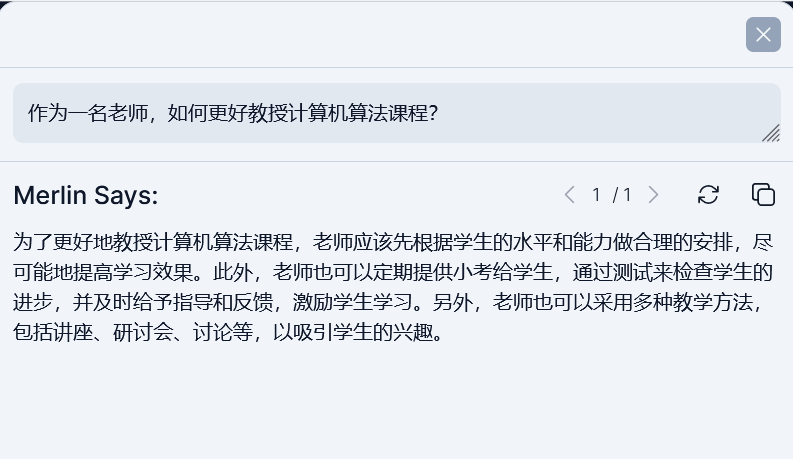 作为一名老师，如何更好教授计算机算法课程？
Merlin Says:
1 / 1
为了更好地教授计算机算法课程，老师应该先根据学生的水平和能力做合理的安排，尽
可能地提高学习效果。此外，老师也可以定期提供小考给学生，通过测试来检查学生的
进步，并及时给予指导和反馈，激励学生学习。另外，老师也可以采用多种教学方法，
包括讲座、研讨会、讨论等，以吸引学生的兴趣。